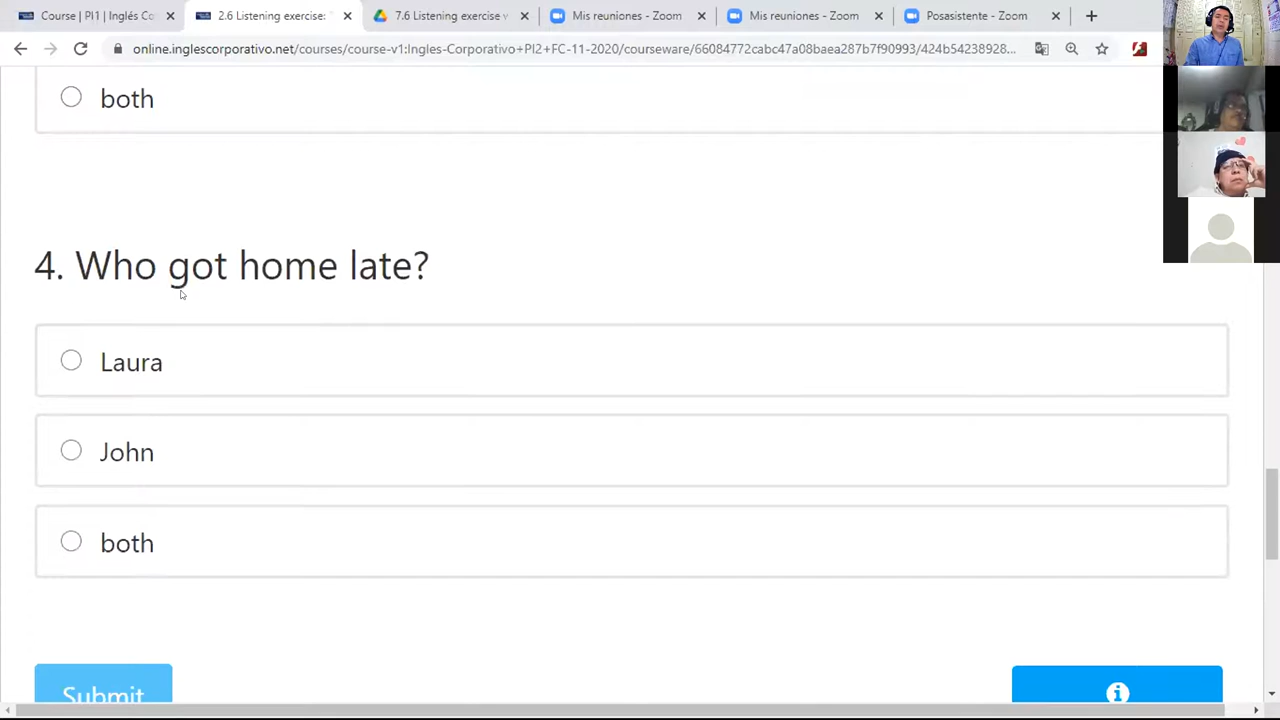 Course | PI1 | Inglés Co
2.6 Listening exercise:
7.6 Listening exercise
Mis reuniones - Zoom
Mis reuniones - Zoom
Posasistente - Zoom
online.inglescorporativo.net/courses/course-v1:Ingles-Corporativo+PI2+FC-11-2020/courseware/66084772cabc47a08baea287b7f90993/424b54238928...
both
4. Who got home late?
Laura
John
both
Submit